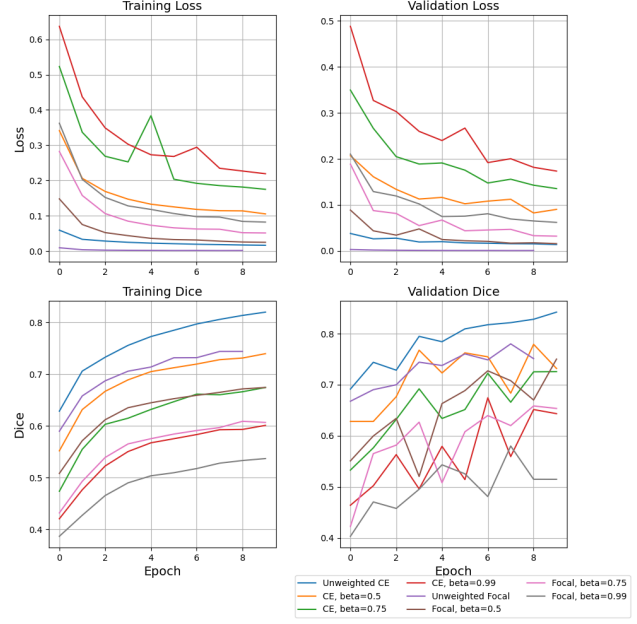 Training Loss
Validation Loss
0.6
0.5
0.4
0.3
0.2
0.1
0.0
Loss
0 2 4 6 8
0.5
0.4
0.3
0.2
0.1
0.0
0 2 4 6 8
Training Dice
Validation Dice
0.8
0.7
0.6
0.5
0.4
Dice
0 2 4 6 8
Epoch
0.8
0.7
0.6
0.5
0.4
0 2 4 6 8
Epoch
Unweighted CE
CE, beta=0.5
CE, beta=0.75
CE, beta=0.99
Unweighted Focal
Focal, beta=0.5
Focal, beta=0.75
Focal, beta=0.99